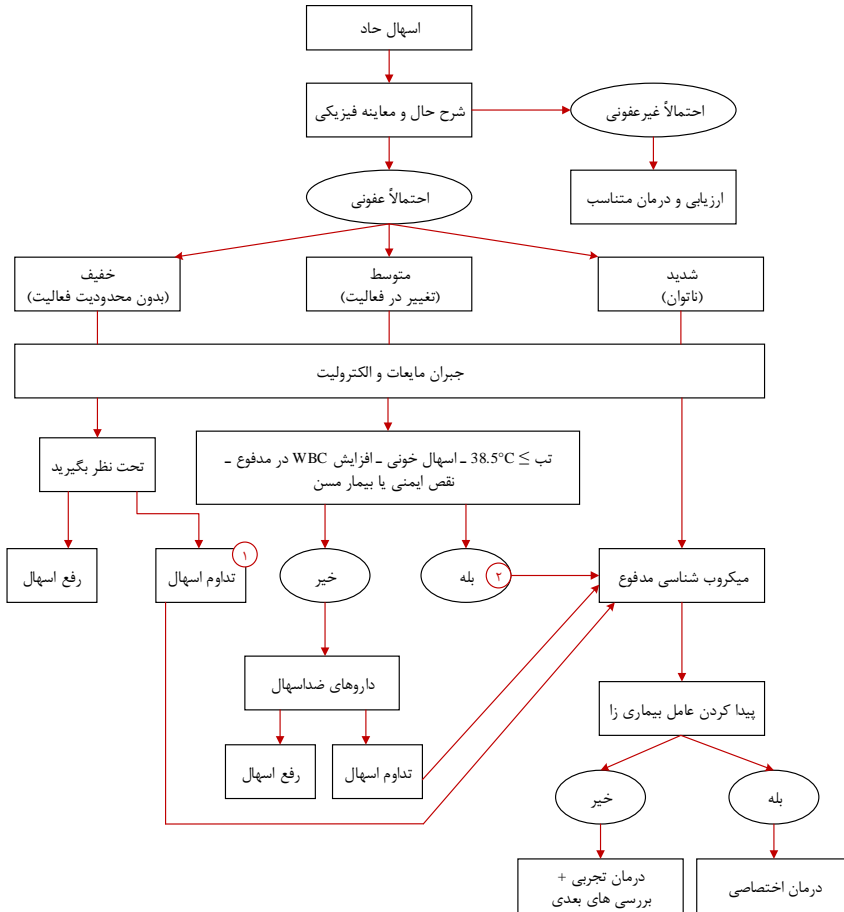 اسهال حاد
شرح حال و معاینه فیزیکی
احتمالاً غیرعفونی
ارزیابی و درمان متناسب
احتمالاً عفونی
شدید
(ناتوان)
متوسط
(تغییر در فعالیت)
خفیف
(بدون محدودیت فعالیت)
جبران مایعات و الکترولیت
تحت نظر بگیرید
تب ≥ 38.5°C ـ اسهال خونی ـ افزایش WBC در مدفوع ـ
نقص ایمنی یا بیمار مسن
میکروب شناسی مدفوع
بله ۲
خیر
تداوم اسهال ۱
رفع اسهال
داروهای ضداسهال
تداوم اسهال
رفع اسهال
پیدا کردن عامل بیماری زا
بله
خیر
درمان اختصاصی
درمان تجربی +
بررسی های بعدی